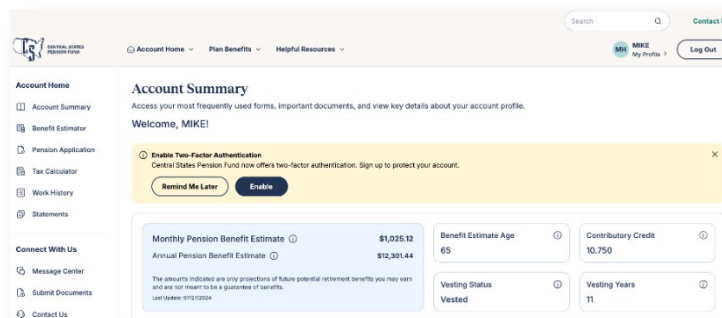 Search
Contact
CENTRAL STATES
PENSION FUND
Account Home
Plan Benefits
Helpful Resources
MH
MIKE
My Profile >
Log Out
Account Home
Account Summary
Benefit Estimator
Pension Application
Tax Calculator
Work History
Statements
Connect With Us
Message Center
Submit Documents
Contact Us
Account Summary
Access your most frequently used forms, important documents, and view key details about your account profile.
Welcome, MIKE!
Enable Two-Factor Authentication
Central States Pension Fund now offers two-factor authentication. Sign up to protect your account.
Remind Me Later
Enable
Monthly Pension Benefit Estimate $1,025.12
Annual Pension Benefit Estimate $12,301.44
The amounts indicated are only projections of future potential retirement benefits you may earn
and are not meant to be a guarantee of benefits.
Last Update: 07/27/2024
Benefit Estimate Age
65
Contributory Credit
10.750
Vesting Status
Vested
Vesting Years
11